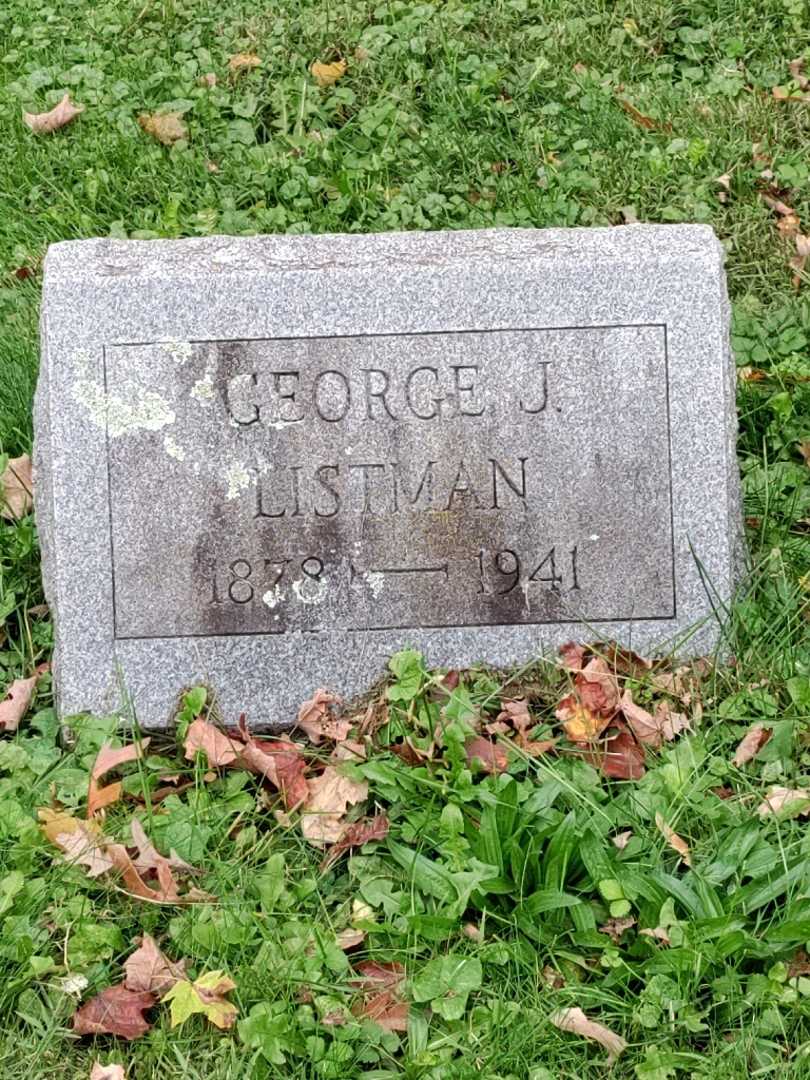 GEORGE J.
LISTMAN
1878 — 1941